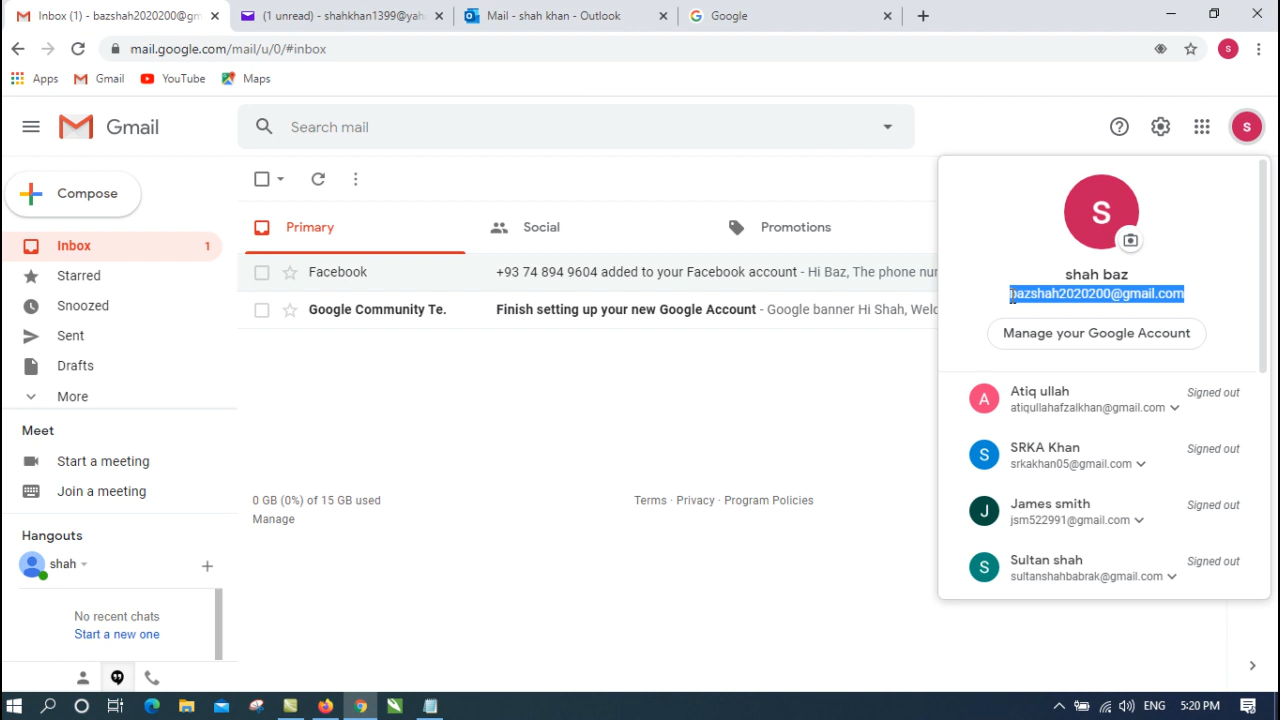 Inbox (1) - bazshah2020200@gm
(1 unread) - shahkhan1399@yah
Mail - shah khan - Outlook
Google
mail.google.com/mail/u/0/#inbox
S
Apps
Gmail
YouTube
Maps
Gmail
Search mail
S
Compose
Inbox 1
Starred
Snoozed
Sent
Drafts
More
Meet
Start a meeting
Join a meeting
Hangouts
shah
No recent chats
Start a new one
Primary
Social
Promotions
Facebook +93 74 894 9604 added to your Facebook account - Hi Baz, The phone nur
Google Community Te. Finish setting up your new Google Account - Google banner Hi Shah, Welc
0 GB (0%) of 15 GB used
Manage
Terms · Privacy · Program Policies
S
shah baz
bazshah2020200@gmail.com
Manage your Google Account
A
Atiq ullah
Signed out
atiqullahafzalkhan@gmail.com
S
SRKA Khan
Signed out
srkakhan05@gmail.com
J
James smith
Signed out
jsm522991@gmail.com
S
Sultan shah
Signed out
sultanshahbabrak@gmail.com
ENG
5:20 PM